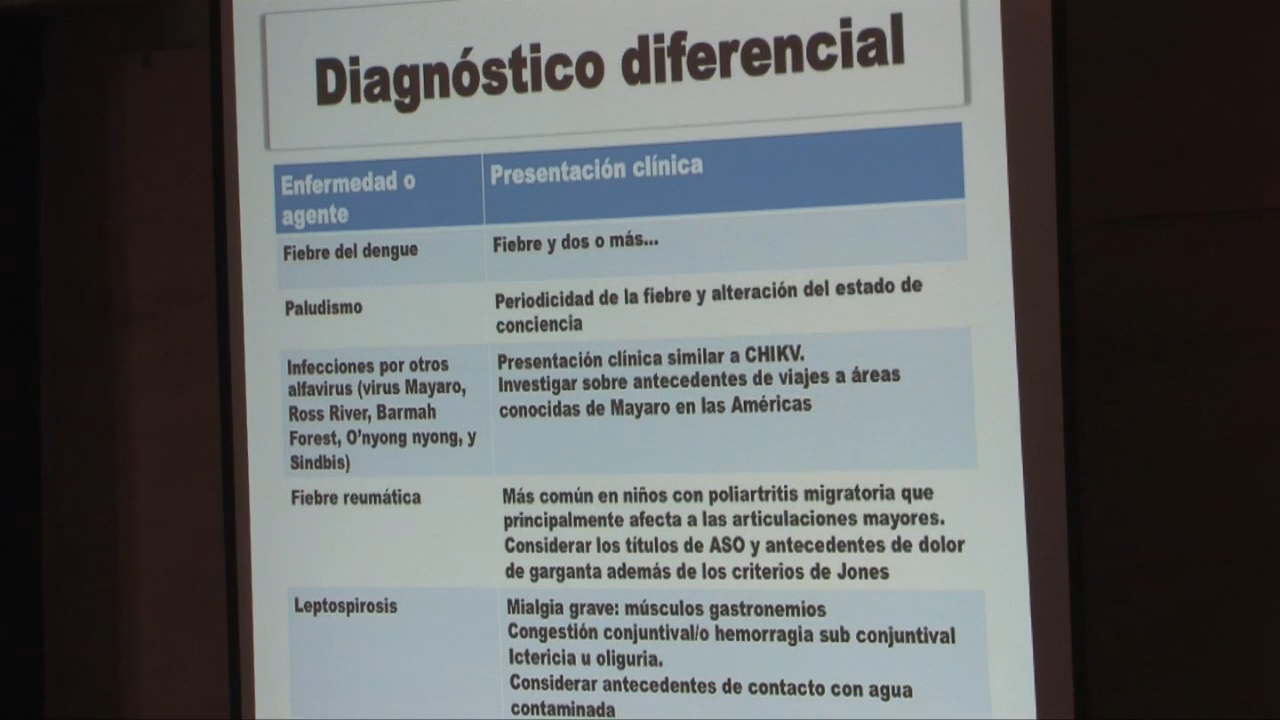 Diagnóstico diferencial
Enfermedad o
agente
Presentación clínica
Fiebre del dengue
Fiebre y dos o más...
Paludismo
Periodicidad de la fiebre y alteración del estado de
conciencia
Infecciones por otros
alfavirus (virus Mayaro,
Ross River, Barmah
Forest, O'nyong nyong, y
Sindbis)
Presentación clínica similar a CHIKV.
Investigar sobre antecedentes de viajes a áreas
conocidas de Mayaro en las Américas
Fiebre reumática
Más común en niños con poliartritis migratoria que
principalmente afecta a las articulaciones mayores.
Considerar los títulos de ASO y antecedentes de dolor
de garganta además de los criterios de Jones
Leptospirosis
Mialgia grave: músculos gastronemios
Congestión conjuntival/o hemorragia sub conjuntival
Ictericia u oliguria.
Considerar antecedentes de contacto con agua
contaminada